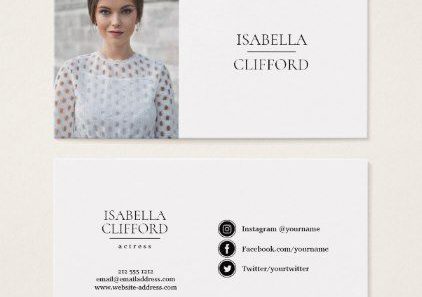 ISABELLA
CLIFFORD
ISABELLA
CLIFFORD
actress
212 555 1212
email@emailaddress.com
www.website-address.com
Instagram @yourname
Facebook.com/yourname
Twitter/yourtwitter